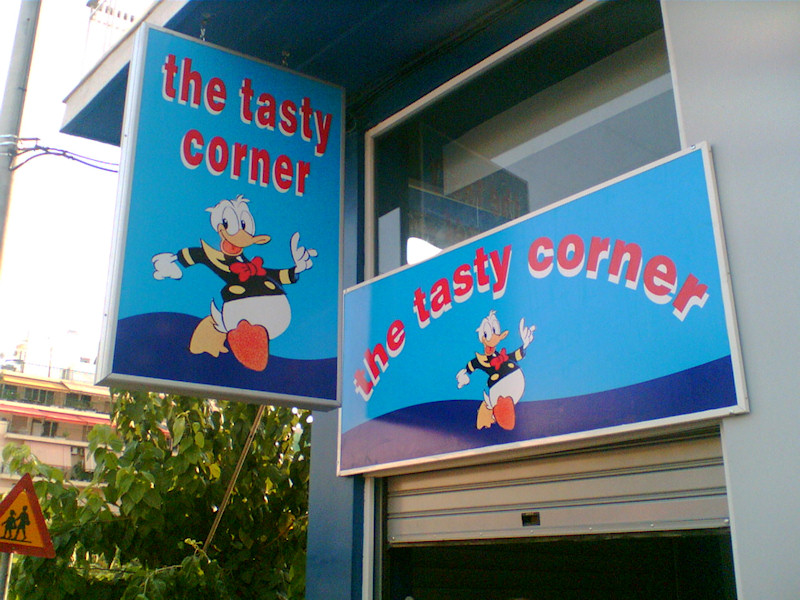 the tasty
corner
the tasty corner